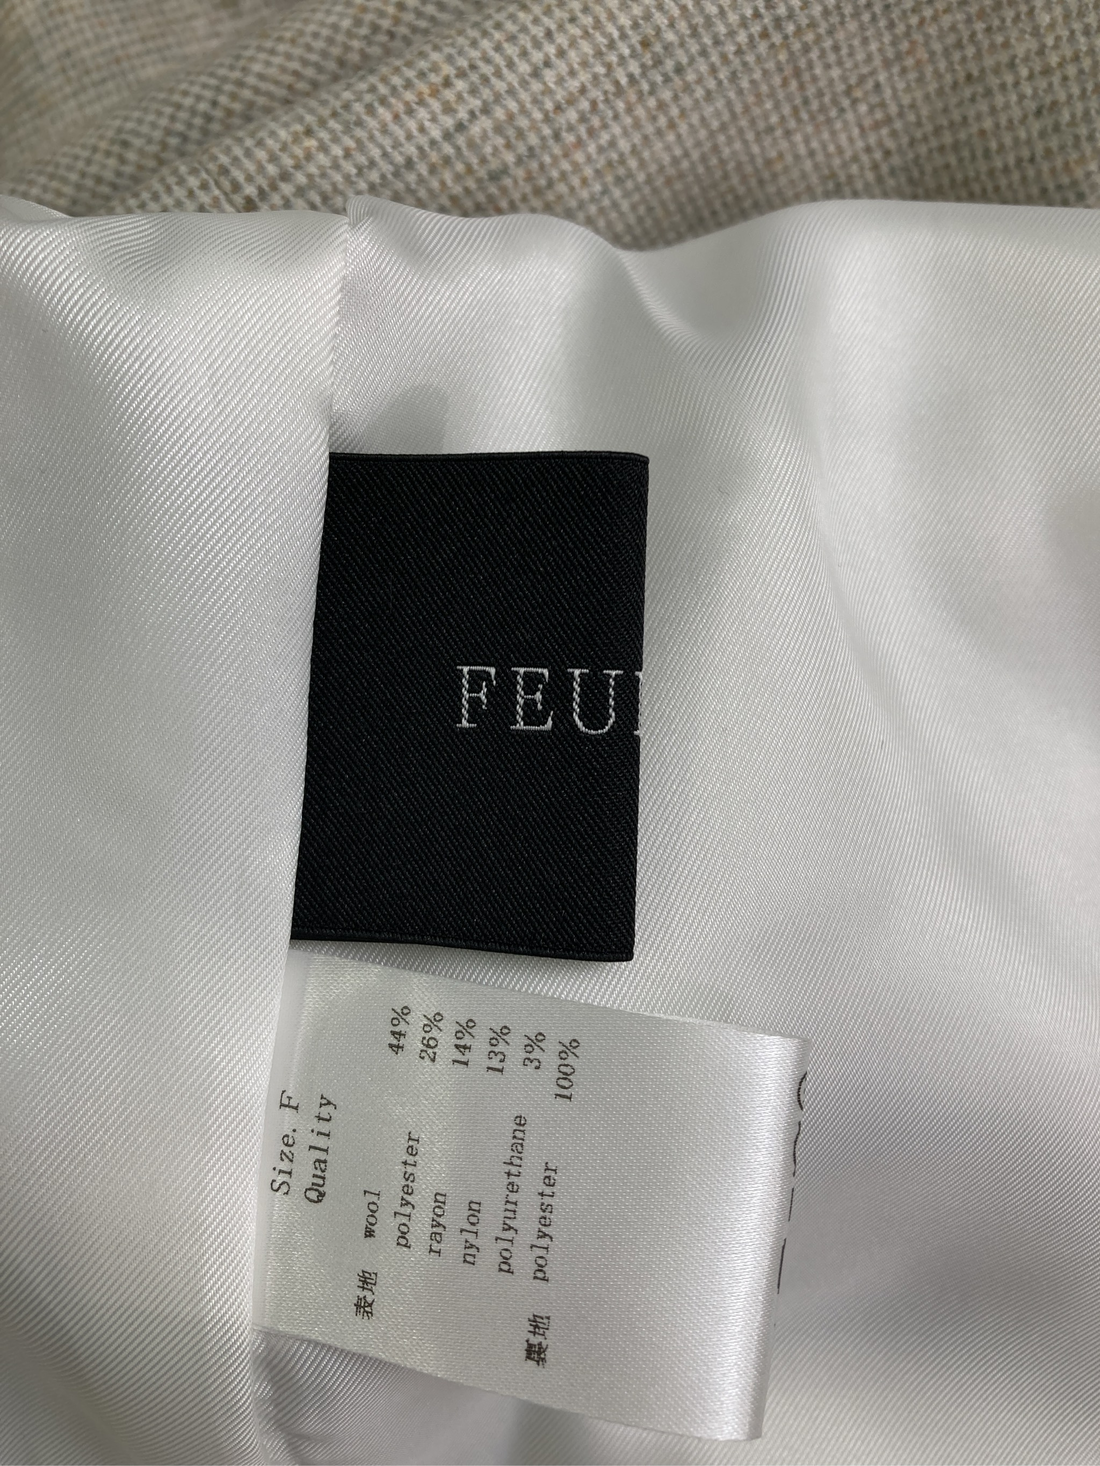 FEU
Size. F
Quality
表地 wool 44%
polyester 26%
rayon 14%
nylon 13%
polyurethane 3%
裏地 polyester 100%